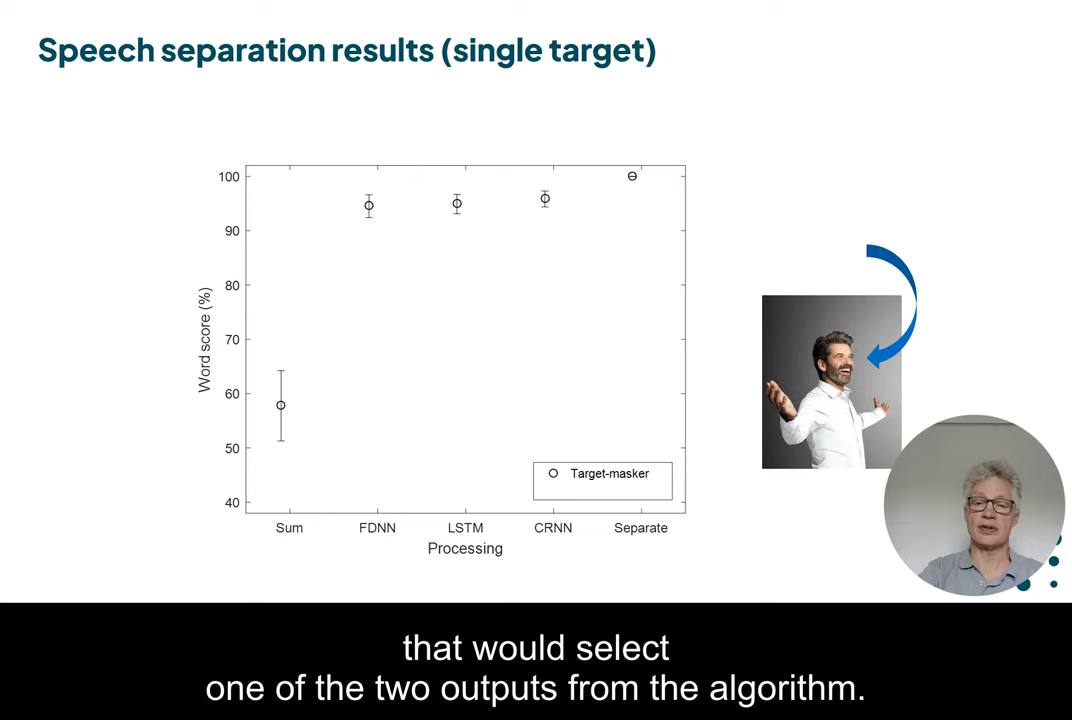 Speech separation results (single target)
100
90
80
70
60
50
40
Word score (%)
Target-masker
Sum FDNN LSTM CRNN Separate
Processing
that would select
one of the two outputs from the algorithm.